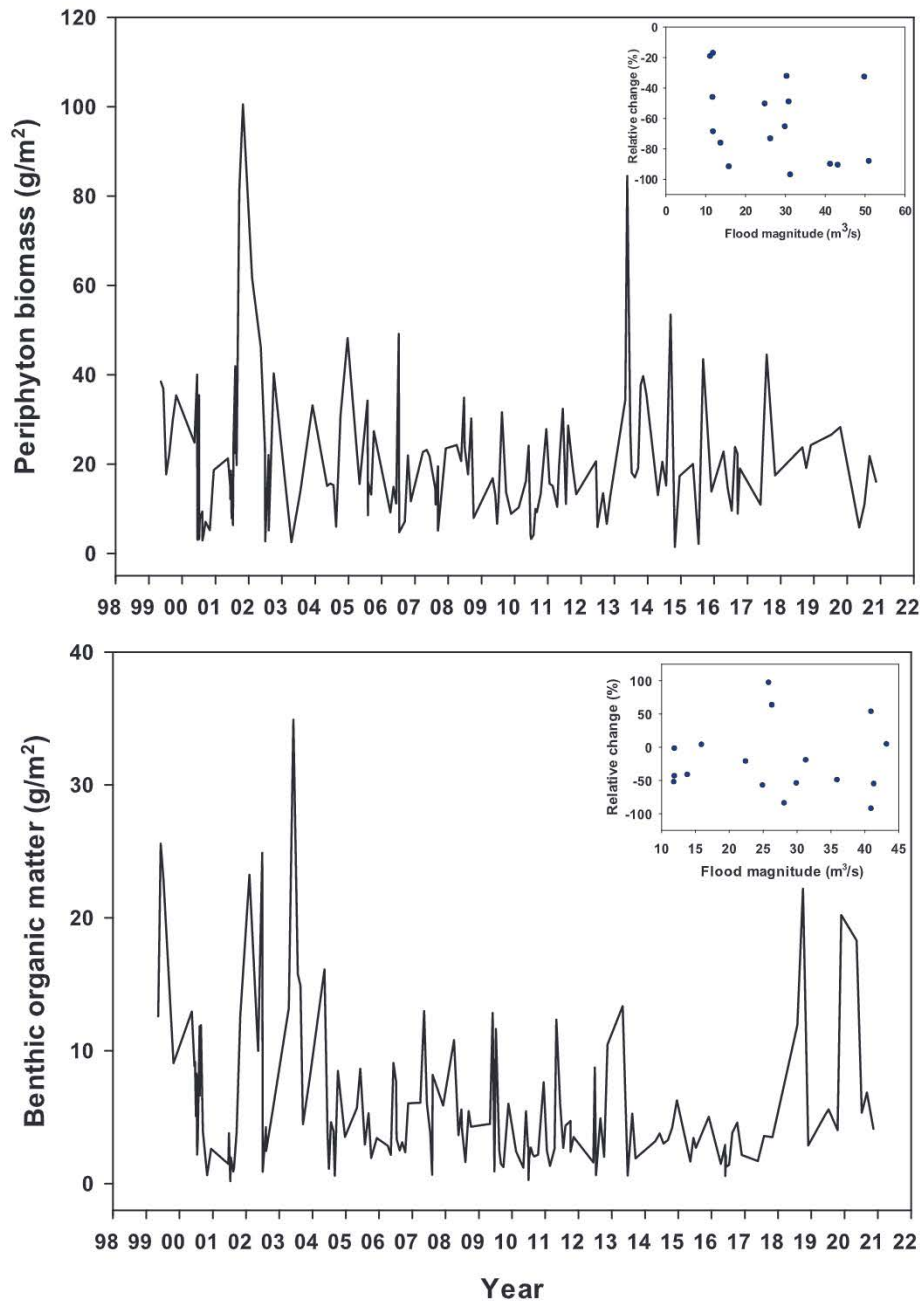 120
100
80
60
40
20
0
Periphyton biomass (g/m²)
98 99 00 01 02 03 04 05 06 07 08 09 10 11 12 13 14 15 16 17 18 19 20 21 22
0
-20
-40
-60
-80
-100
Relative change (%)
0 10 20 30 40 50 60
Flood magnitude (m³/s)
40
30
20
10
0
Benthic organic matter (g/m²)
98 99 00 01 02 03 04 05 06 07 08 09 10 11 12 13 14 15 16 17 18 19 20 21 22
100
50
0
-50
-100
Relative change (%)
10 15 20 25 30 35 40 45
Flood magnitude (m³/s)
Year